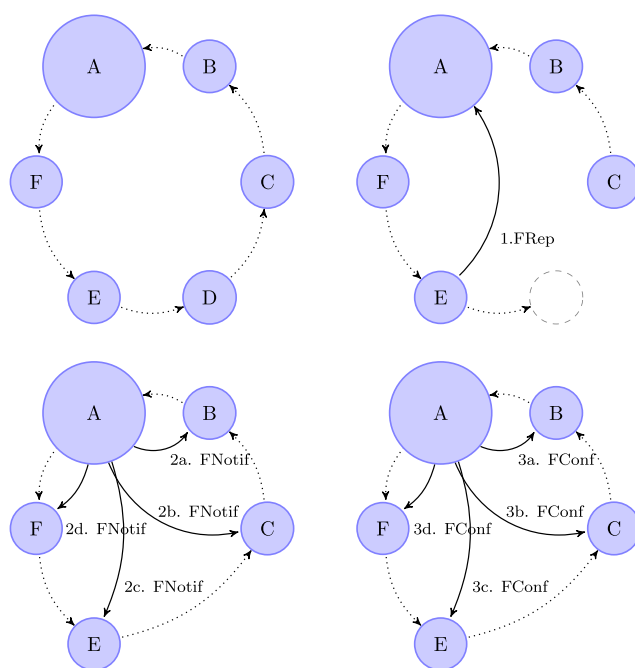 A
B
F
C
E
D
A
B
F
C
1.FRep
E
A
B
2a. FNotif
2b. FNotif
F
2d. FNotif
C
2c. FNotif
E
A
B
3a. FConf
3b. FConf
F
3d. FConf
C
3c. FConf
E